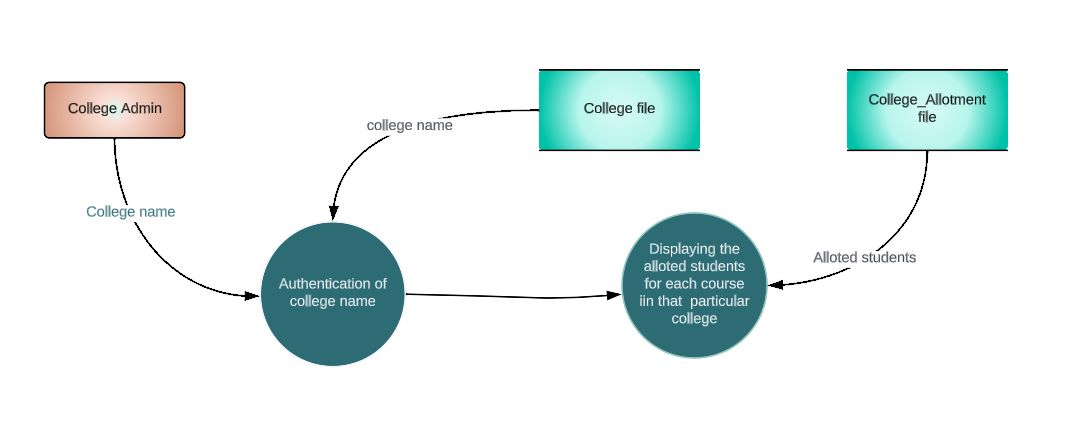 College Admin
College file
College_Allotment
file
college name
College name
Alloted students
Authentication of
college name
Displaying the
alloted students
for each course
iin that  particular
college